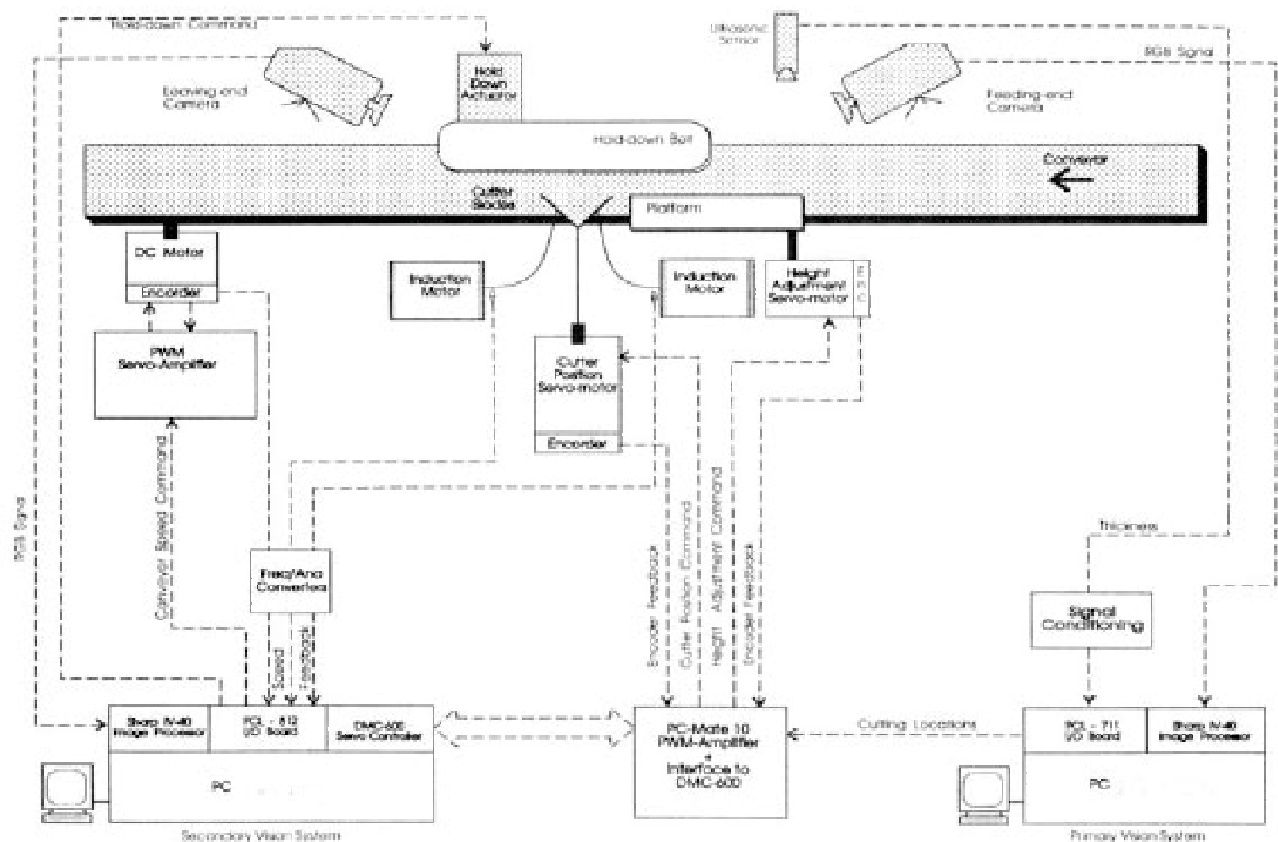 Hold-down Command
Ultrasonic
Sensor
RGB Signal
Leaving-end
Camera
Hold
Down
Actuator
Feeding-end
Camera
Hold-down Belt
Conveyor
Cutter
Blades
Platform
DC Motor
Encorder
Induction
Motor
Induction
Motor
Height
Adjustment
Servo-motor
ENC
PWM
Servo-Amplifier
Cutter
Position
Servo-motor
Encorder
RGB Signal
Conveyor Speed Command
Freq/Ana
Converters
Speed
Feedback
Encoder Feedback
Cutter Position Command
Height Adjustment Command
Encoder Feedback
Thickness
Signal
Conditioning
Sharp IV-40
Image Processor
PCL - 812
I/O Board
DMC-600
Servo-Controller
PC
Secondary Vision System
PC-Mate 10
PWM-Amplifier
+
Interface to
DMC-600
Cutting Locations
PCL - 711
I/O Board
Sharp IV-40
Image Processor
PC
Primary Vision System